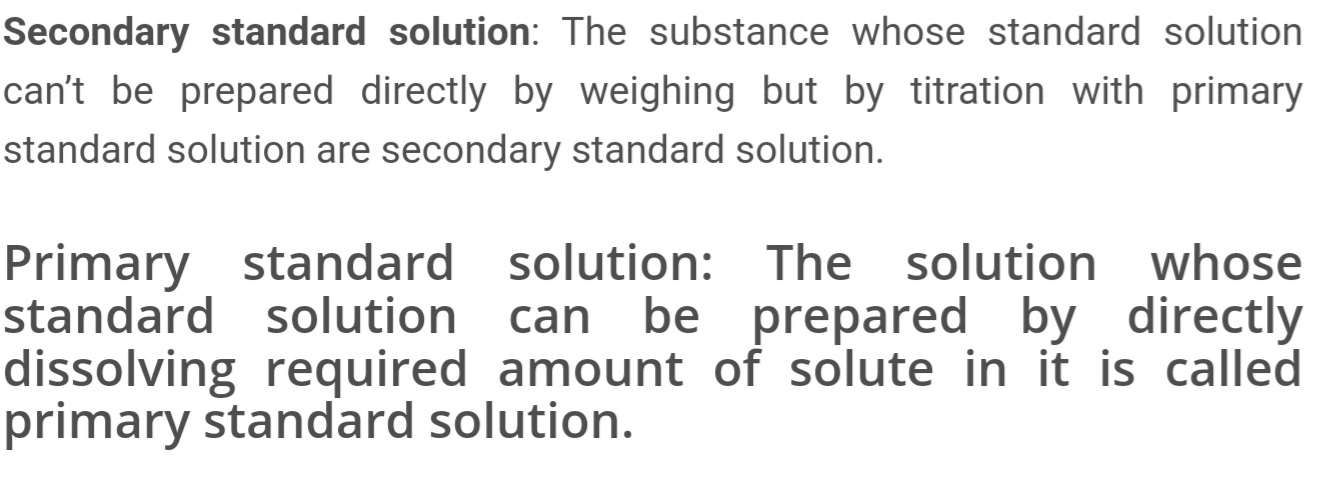 Secondary standard solution: The substance whose standard solution
can’t be prepared directly by weighing but by titration with primary
standard solution are secondary standard solution.
Primary standard solution: The solution whose
standard solution can be prepared by directly
dissolving required amount of solute in it is called
primary standard solution.